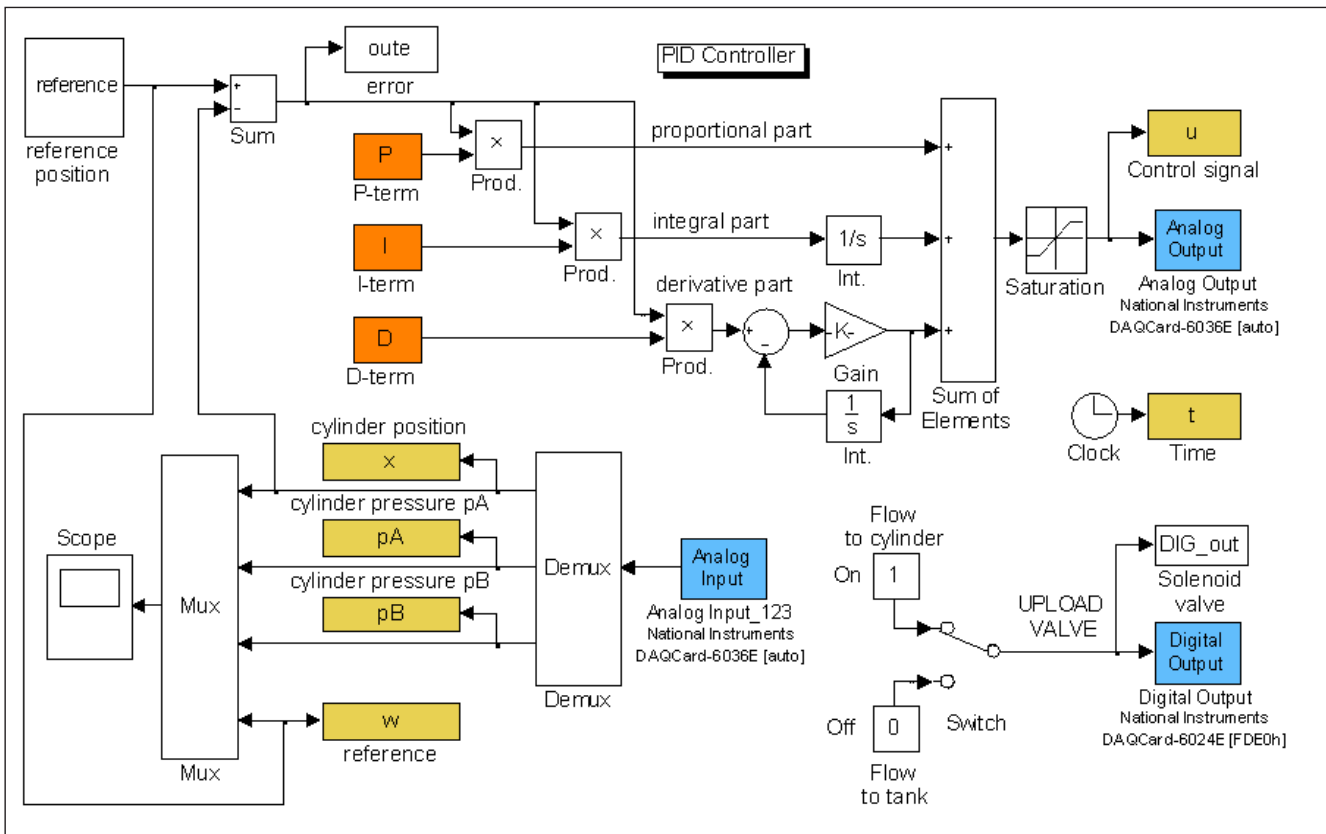 reference
reference
position
+
−
Sum
oute
error
PID Controller
P
P-term
×
Prod.
proportional part
I
I-term
×
Prod.
integral part
1/s
Int.
D
D-term
×
Prod.
derivative part
+
−
-K-
Gain
1
s
Int.
+
+
+
Sum of
Elements
Saturation
u
Control signal
Analog
Output
Analog Output
National Instruments
DAQCard-6036E [auto]
Clock
t
Time
cylinder position
x
cylinder pressure pA
pA
cylinder pressure pB
pB
w
reference
Scope
Mux
Mux
Demux
Demux
Analog
Input
Analog Input_123
National Instruments
DAQCard-6036E [auto]
Flow
to cylinder
On
1
Off
0
Flow
to tank
Switch
UPLOAD
VALVE
DIG_out
Solenoid
valve
Digital
Output
Digital Output
National Instruments
DAQCard-6024E [FDE0h]